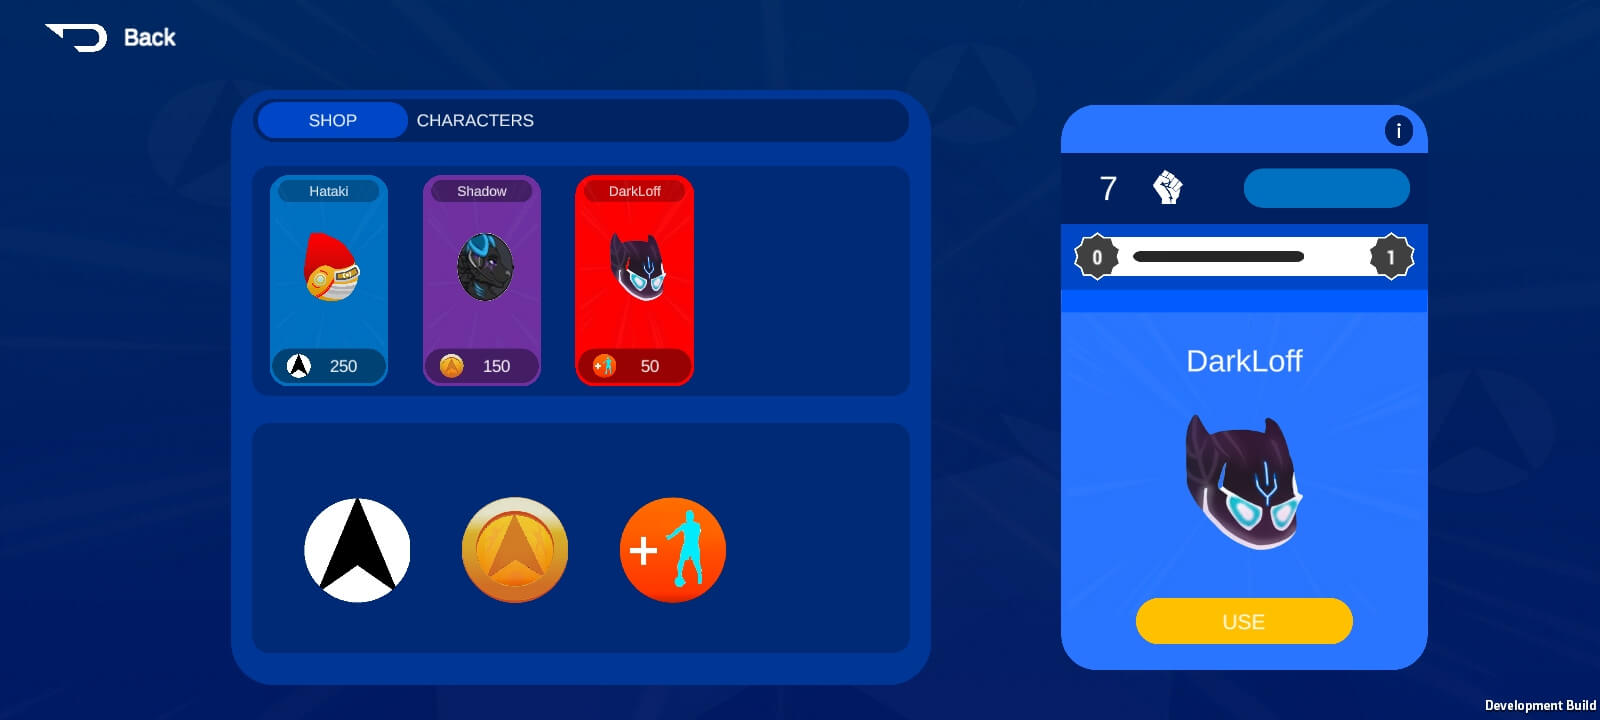 Back
SHOP
CHARACTERS
Hataki
Shadow
DarkLoff
250
150
50
i
7
0
1
DarkLoff
USE
Development Build